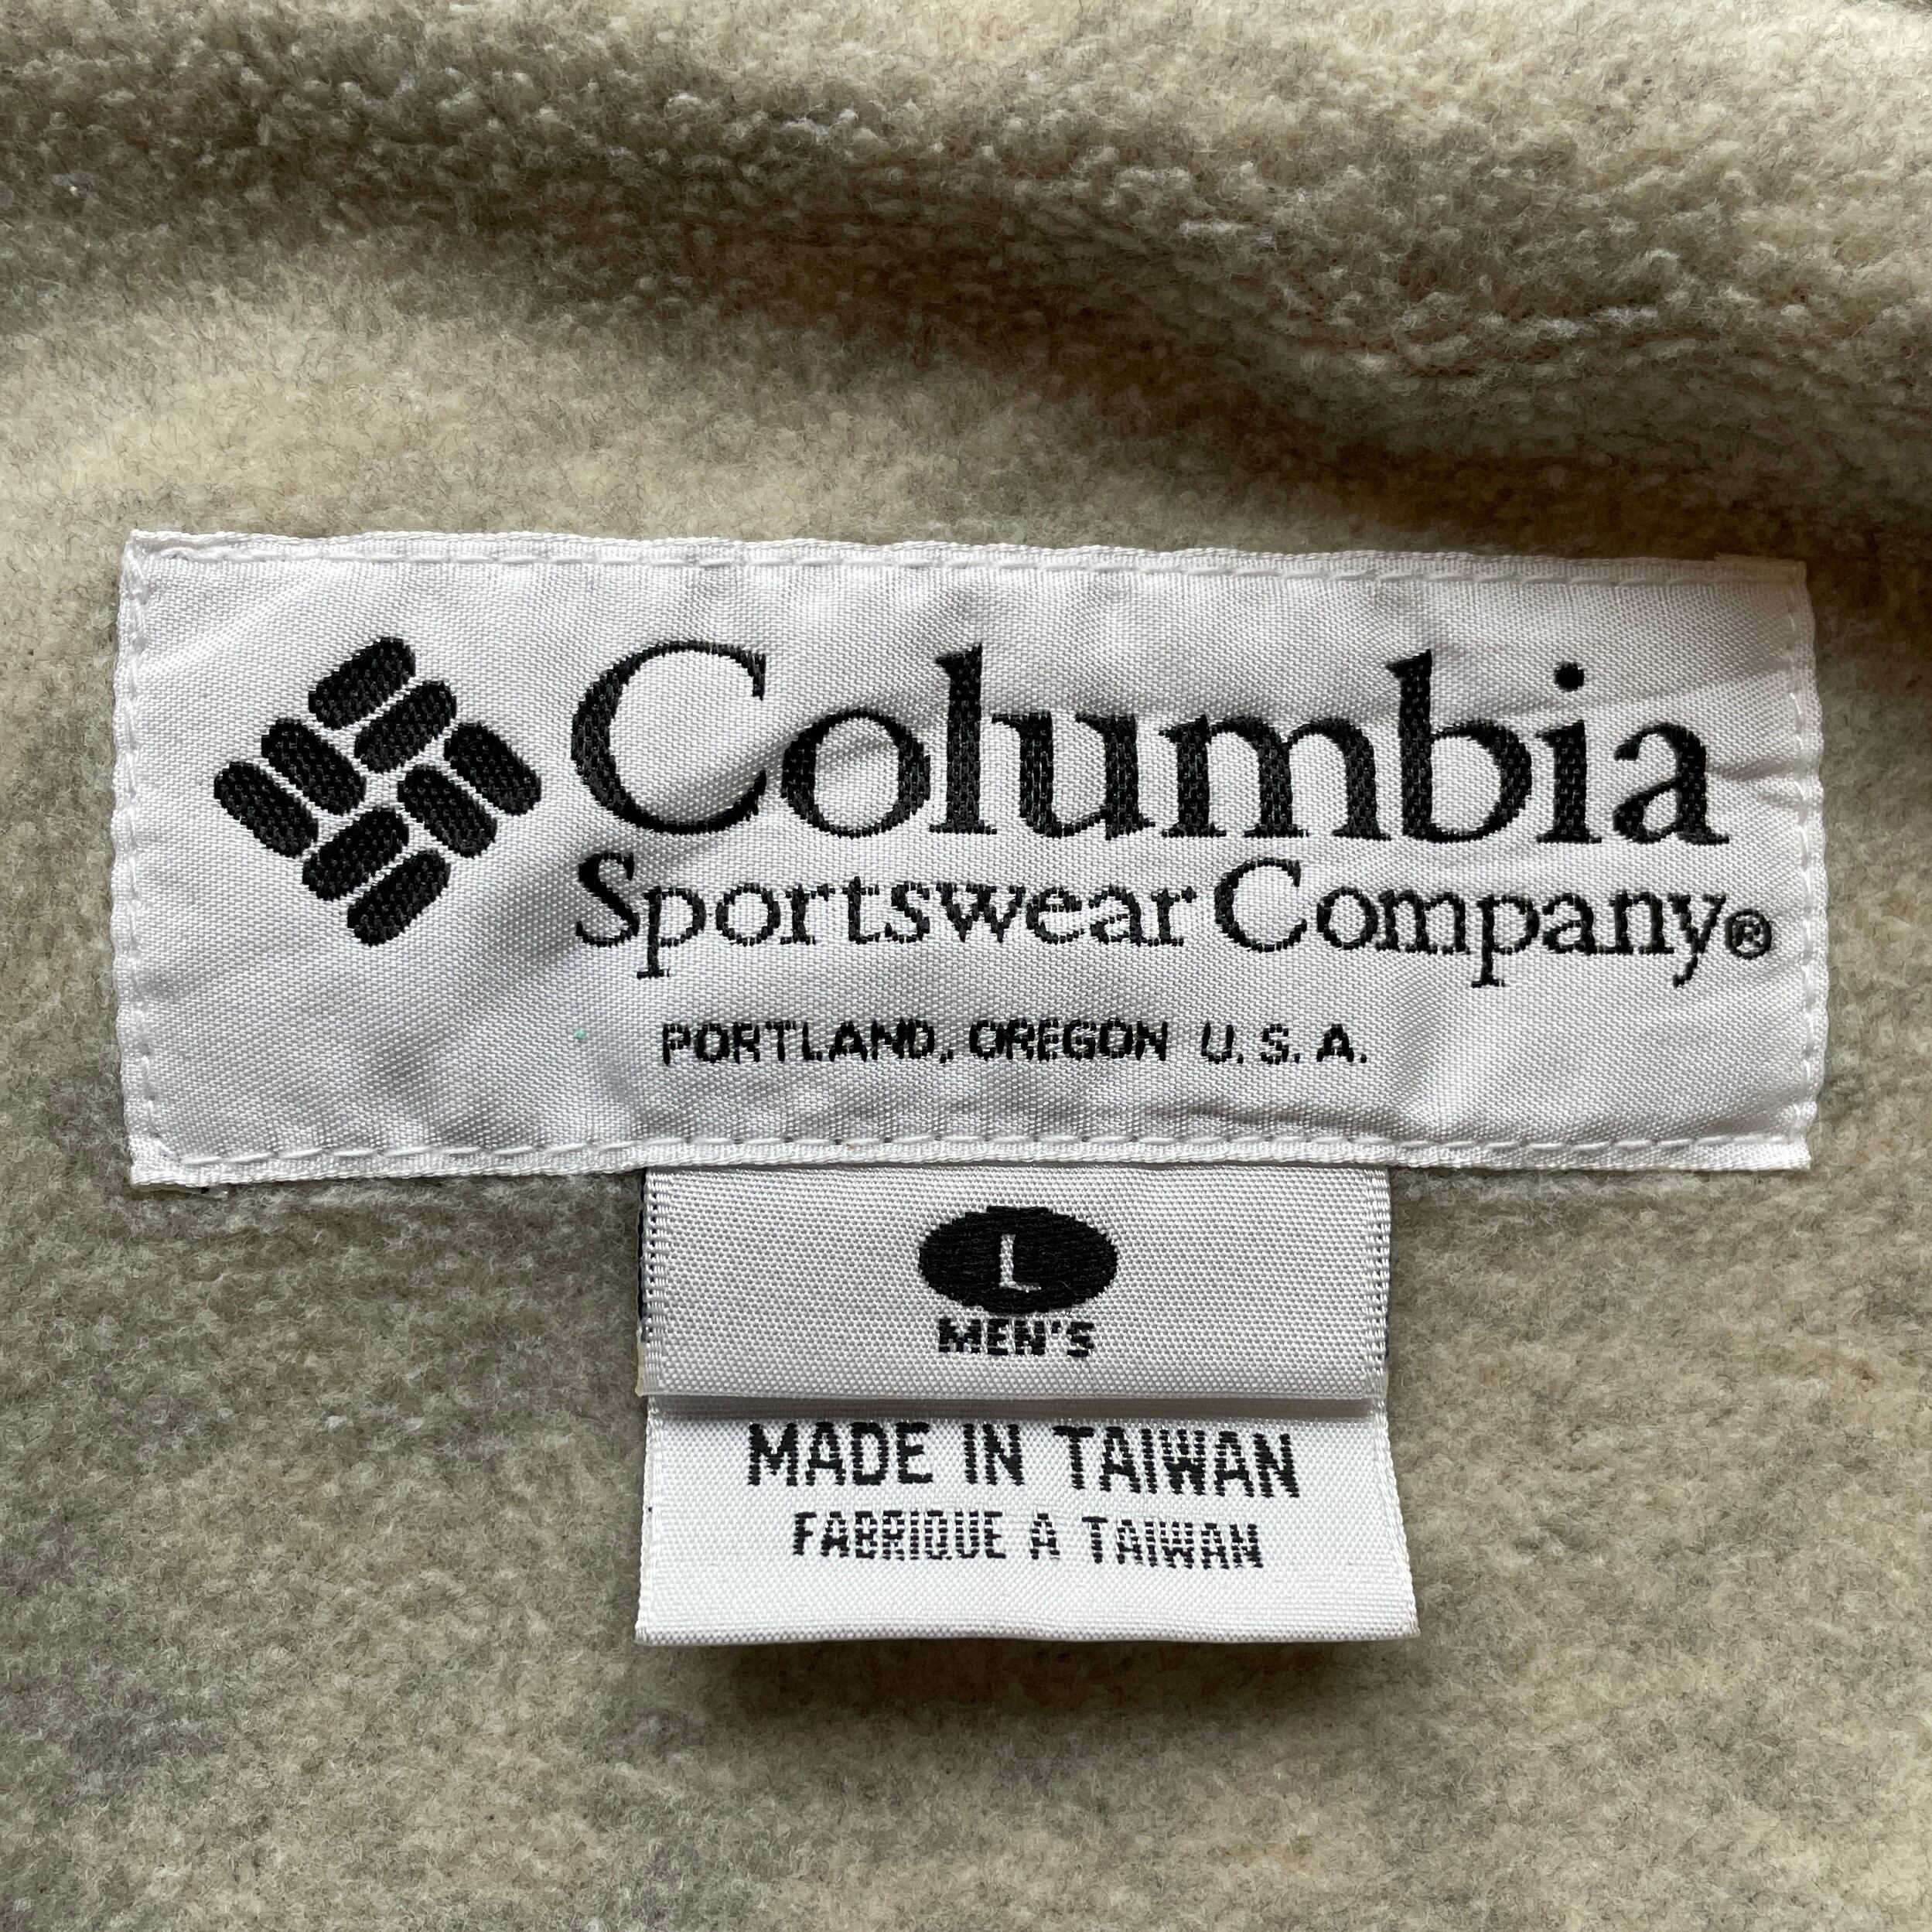 Columbia
Sportswear Company®
PORTLAND, OREGON U.S.A.
L
MEN'S
MADE IN TAIWAN
FABRIQUE A TAIWAN